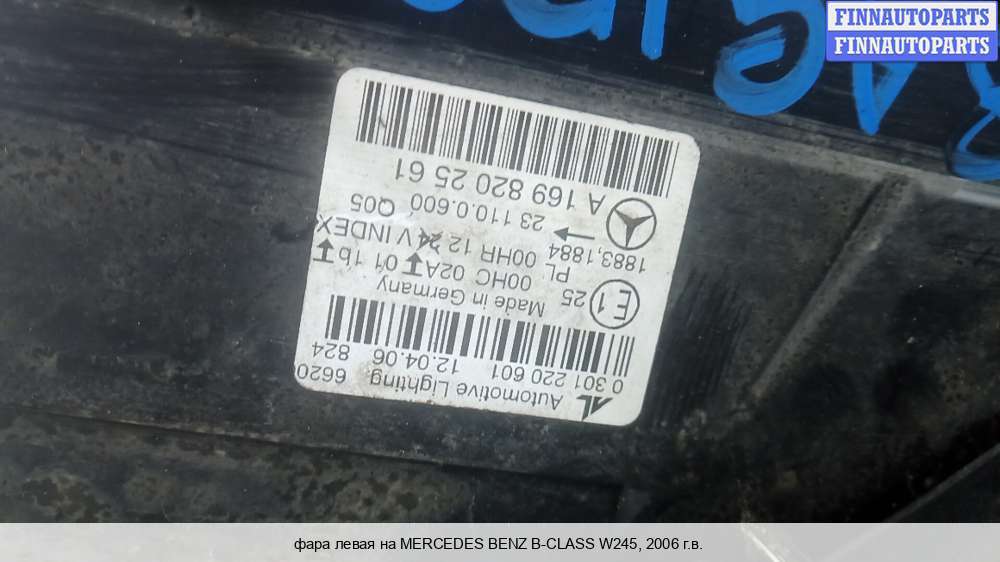 FINNAUTOPARTS
FINNAUTOPARTS
AL Automotive Lighting 6620
0 301 220 601 12.04.06 824
Made in Germany
E1 25 00HC 02A 01 1b
PL 00HR 12 24 V INDEX
1883,1884
23 110.0.600 Q05
A 169 820 25 61
фара левая на MERCEDES BENZ B-CLASS W245, 2006 г.в.